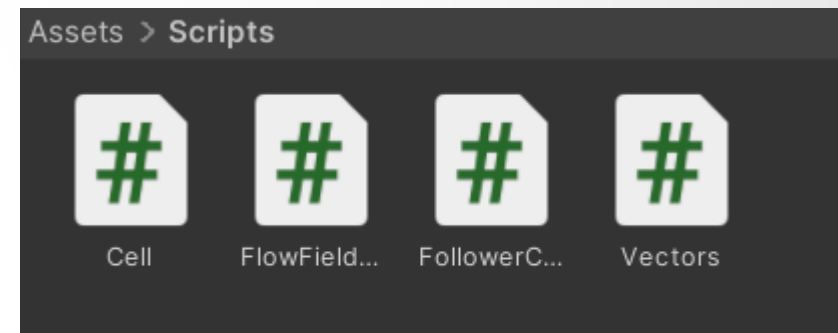 Assets > Scripts
# # # #
Cell FlowField... FollowerC... Vectors